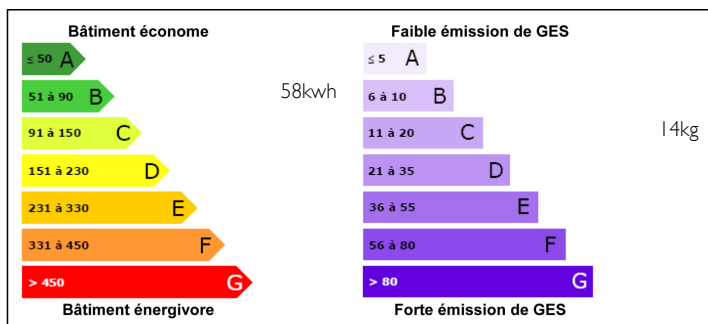 Bâtiment économe
≤ 50 A
51 à 90 B
58kwh
91 à 150 C
151 à 230 D
231 à 330 E
331 à 450 F
> 450 G
Bâtiment énergivore
Faible émission de GES
≤ 5 A
6 à 10 B
11 à 20 C
14kg
21 à 35 D
36 à 55 E
56 à 80 F
> 80 G
Forte émission de GES